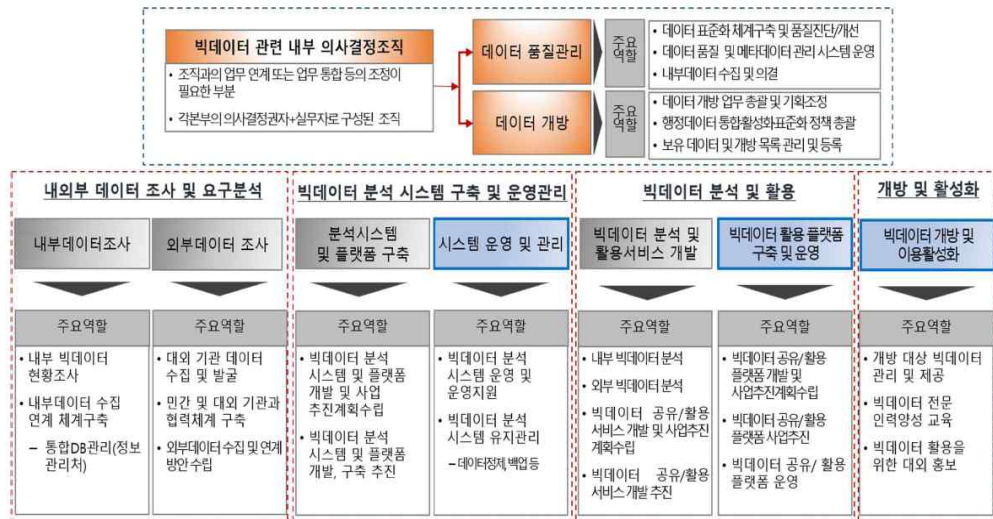 빅데이터 관련 내부 의사결정조직
• 조직과의 업무 연계 또는 업무 통합 등의 조정이
필요한 부분
• 각본부의 의사결정권자+실무자로 구성된 조직
데이터 품질관리
주요
역할
• 데이터 표준화 체계구축 및 품질진단/개선
• 데이터 품질 및 메타데이터 관리 시스템 운영
• 내부데이터 수집 및 의결
데이터 개방
주요
역할
• 데이터 개방 업무 총괄 및 기획조정
• 행정데이터 통합활성화표준화 정책 총괄
• 보유 데이터 및 개방 목록 관리 및 등록
내외부 데이터 조사 및 요구분석
내부데이터조사
주요역할
• 내부 빅데이터
현황조사
• 내부데이터 수집
연계 체계구축
– 통합DB관리(정보
관리처)
외부데이터 조사
주요역할
• 대외 기관 데이터
수집 및 발굴
• 민간 및 대외 기관과
협력체계 구축
• 외부데이터 수집 및 연계
방안 수립
빅데이터 분석 시스템 구축 및 운영관리
분석시스템
및 플랫폼 구축
주요역할
• 빅데이터 분석
시스템 및 플랫폼
개발 및 사업
추진계획수립
• 빅데이터 분석
시스템 및 플랫폼
개발, 구축 추진
시스템 운영 및 관리
주요역할
• 빅데이터 분석
시스템 운영 및
운영지원
• 빅데이터 분석
시스템 유지관리
– 데이터정제, 백업 등
빅데이터 분석 및 활용
빅데이터 분석 및
활용서비스 개발
주요역할
• 내부 빅데이터 분석
• 외부 빅데이터 분석
• 빅데이터 공유/활용
서비스 개발 및 사업추진
계획수립
• 빅데이터 공유/활용
서비스 개발 추진
빅데이터 활용 플랫폼
구축 및 운영
주요역할
• 빅데이터 공유/활용
플랫폼 개발 및
사업추진계획수립
• 빅데이터 공유/활용
플랫폼 사업추진
• 빅데이터 공유/ 활용
플랫폼 운영
개방 및 활성화
빅데이터 개방 및
이용활성화
주요역할
• 개방 대상 빅데이터
관리 및 제공
• 빅데이터 전문
인력양성 교육
• 빅데이터 활용을
위한 대외 홍보